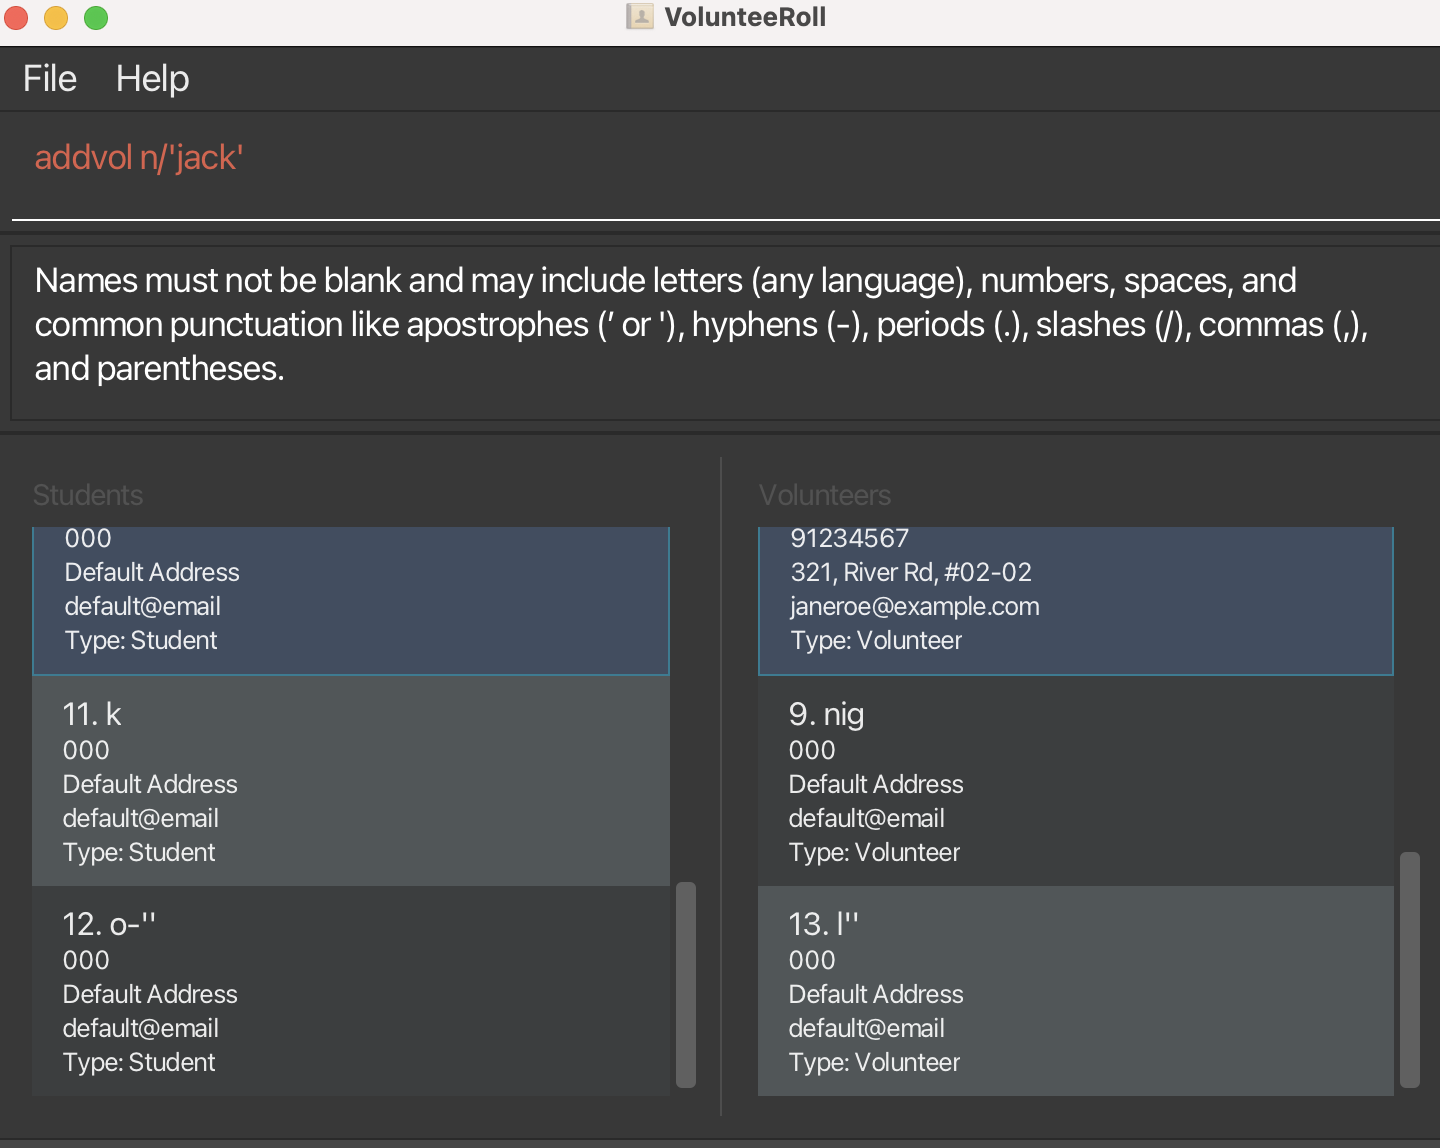 VolunteeRoll
File Help
addvol n/'jack'
Names must not be blank and may include letters (any language), numbers, spaces, and
common punctuation like apostrophes (’ or '), hyphens (-), periods (.), slashes (/), commas (,),
and parentheses.
Students
000
Default Address
default@email
Type: Student
11. k
000
Default Address
default@email
Type: Student
12. o-''
000
Default Address
default@email
Type: Student
Volunteers
91234567
321, River Rd, #02-02
janeroe@example.com
Type: Volunteer
9. nig
000
Default Address
default@email
Type: Volunteer
13. l''
000
Default Address
default@email
Type: Volunteer